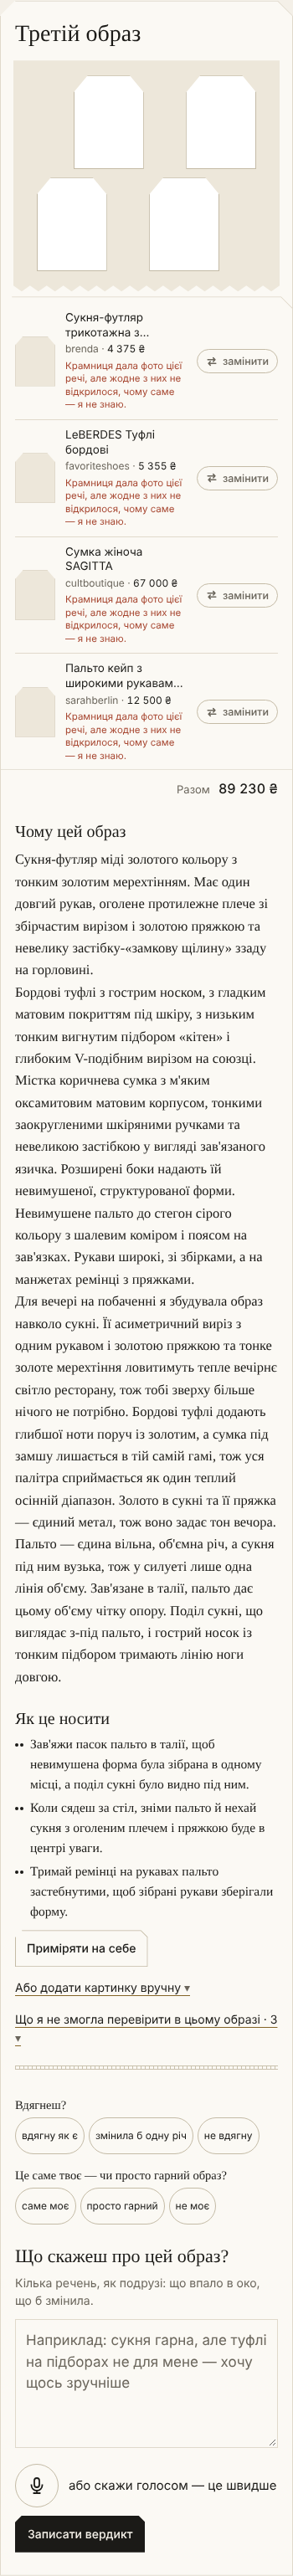 Третій образ
Сукня-футляр
трикотажна з...
brenda · 4 375 ₴
Крамниця дала фото цієї
речі, але жодне з них не
відкрилося, чому саме
— я не знаю.
⇄ замінити
LeBERDES Туфлі
бордові
favoriteshoes · 5 355 ₴
Крамниця дала фото цієї
речі, але жодне з них не
відкрилося, чому саме
— я не знаю.
⇄ замінити
Сумка жіноча
SAGITTA
cultboutique · 67 000 ₴
Крамниця дала фото цієї
речі, але жодне з них не
відкрилося, чому саме
— я не знаю.
⇄ замінити
Пальто кейп з
широкими рукавам...
sarahberlin · 12 500 ₴
Крамниця дала фото цієї
речі, але жодне з них не
відкрилося, чому саме
— я не знаю.
⇄ замінити
Разом 89 230 ₴
Чому цей образ
Сукня-футляр міді золотого кольору з
тонким золотим мерехтінням. Має один
довгий рукав, оголене протилежне плече зі
збірчастим вирізом і золотою пряжкою та
невелику застібку-«замкову щілину» ззаду
на горловині.
Бордові туфлі з гострим носком, з гладким
матовим покриттям під шкіру, з низьким
тонким вигнутим підбором «кітен» і
глибоким V-подібним вирізом на союзці.
Містка коричнева сумка з м'яким
оксамитовим матовим корпусом, тонкими
заокругленими шкіряними ручками та
невеликою застібкою у вигляді зав'язаного
язичка. Розширені боки надають їй
невимушеної, структурованої форми.
Невимушене пальто до стегон сірого
кольору з шалевим коміром і поясом на
зав'язках. Рукави широкі, зі збірками, а на
манжетах ремінці з пряжками.
Для вечері на побаченні я збудувала образ
навколо сукні. Її асиметричний виріз з
одним рукавом і золотою пряжкою та тонке
золоте мерехтіння ловитимуть тепле вечірнє
світло ресторану, тож тобі зверху більше
нічого не потрібно. Бордові туфлі додають
глибшої ноти поруч із золотим, а сумка під
замшу лишається в тій самій гамі, тож уся
палітра сприймається як один теплий
осінній діапазон. Золото в сукні та її пряжка
— єдиний метал, тож воно задає тон вечора.
Пальто — єдина вільна, об'ємна річ, а сукня
під ним вузька, тож у силуеті лише одна
лінія об'єму. Зав'язане в талії, пальто дає
цьому об'єму чітку опору. Поділ сукні, що
виглядає з-під пальто, і гострий носок із
тонким підбором тримають лінію ноги
довгою.
Як це носити
•• Зав'яжи пасок пальто в талії, щоб
невимушена форма була зібрана в одному
місці, а поділ сукні було видно під ним.
•• Коли сядеш за стіл, зніми пальто й нехай
сукня з оголеним плечем і пряжкою буде в
центрі уваги.
•• Тримай ремінці на рукавах пальто
застебнутими, щоб зібрані рукави зберігали
форму.
Приміряти на себе
Або додати картинку вручну ▾
Що я не змогла перевірити в цьому образі · 3
▾
Вдягнеш?
вдягну як є
змінила б одну річ
не вдягну
Це саме твоє — чи просто гарний образ?
саме моє
просто гарний
не моє
Що скажеш про цей образ?
Кілька речень, як подрузі: що впало в око,
що б змінила.
Наприклад: сукня гарна, але туфлі
на підборах не для мене — хочу
щось зручніше
або скажи голосом — це швидше
Записати вердикт